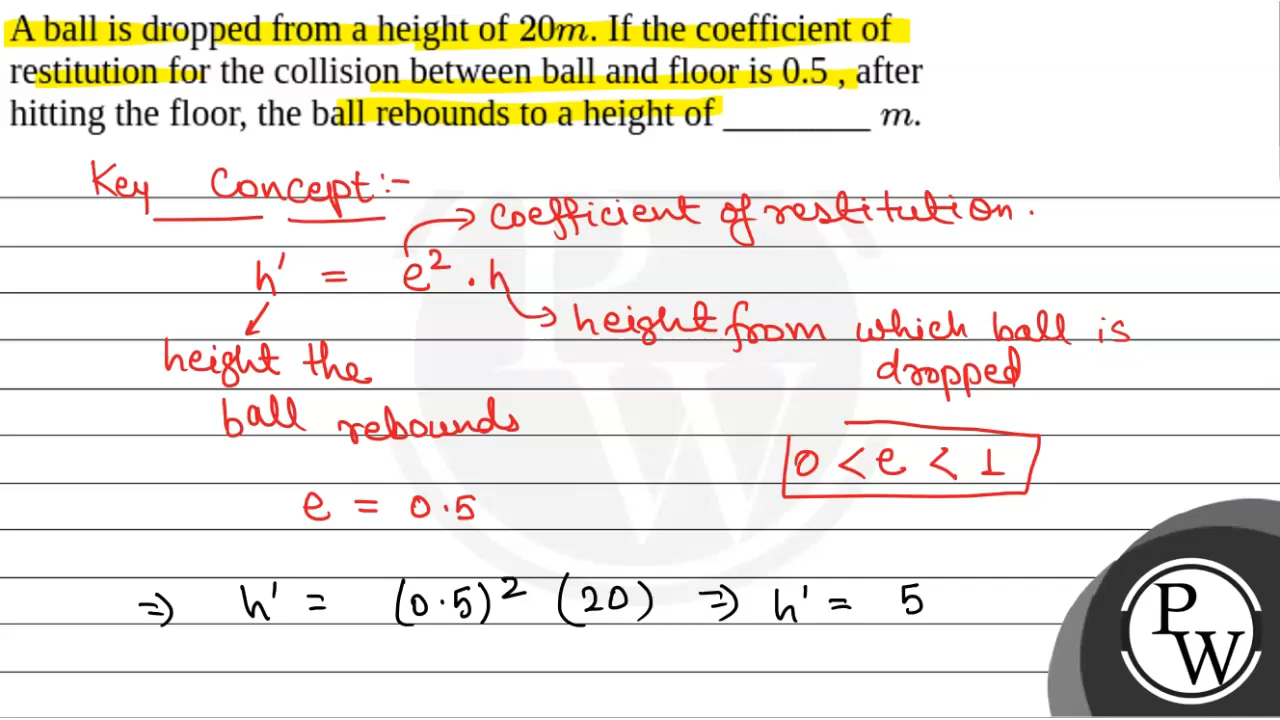 A ball is dropped from a height of 20m. If the coefficient of
restitution for the collision between ball and floor is 0.5 , after
hitting the floor, the ball rebounds to a height of _________ m.
Key Concept:-
→ coefficient of restitution.
h' = e² . h
→ height from which ball is
dropped
height the
ball rebounds
0 < e < 1
e = 0.5
⇒ h' = (0.5)² (20) ⇒ h' = 5
P
W